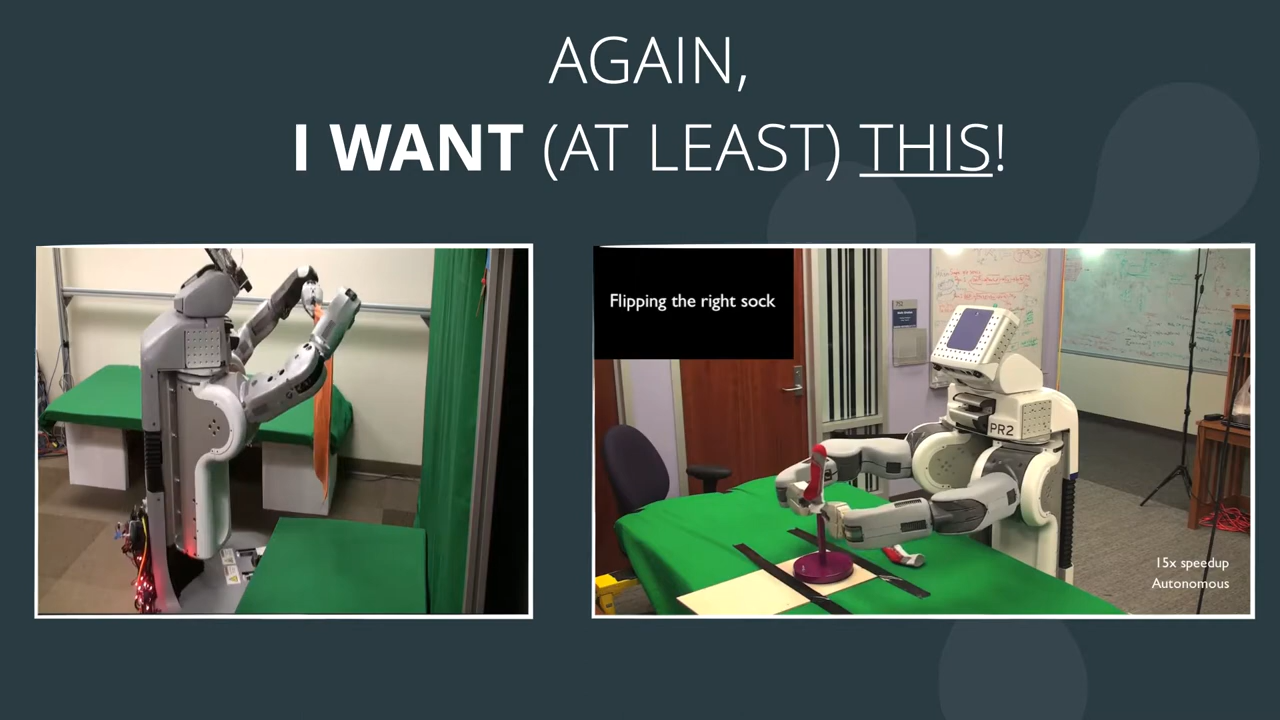 AGAIN,
I WANT (AT LEAST) THIS!
Flipping the right sock
PR2
15x speedup
Autonomous